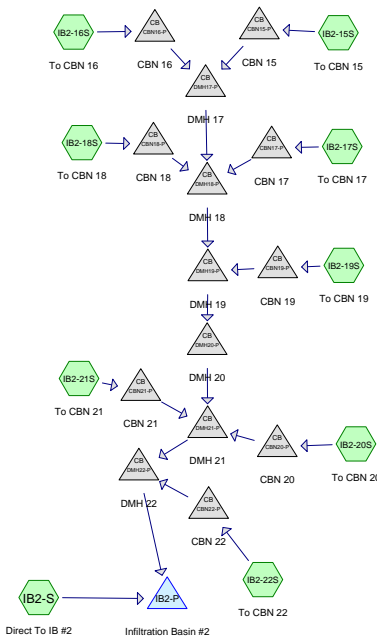 IB2-16S
CB
CBN16-P
CB
CBN15-P
IB2-15S
To CBN 16
CBN 16
CBN 15
To CBN 15
CB
DMH17-P
DMH 17
IB2-18S
CB
CBN18-P
CB
CBN17-P
IB2-17S
To CBN 18
CBN 18
CB
DMH18-P
CBN 17
To CBN 17
DMH 18
CB
DMH19-P
CB
CBN19-P
IB2-19S
DMH 19
CBN 19
To CBN 19
CB
DMH20-P
DMH 20
IB2-21S
CB
CBN21-P
To CBN 21
CBN 21
CB
DMH21-P
DMH 21
CB
CBN20-P
IB2-20S
CBN 20
To CBN 20
CB
DMH22-P
DMH 22
CB
CBN22-P
CBN 22
IB2-22S
To CBN 22
IB2-S
IB2-P
Direct To IB #2
Infiltration Basin #2